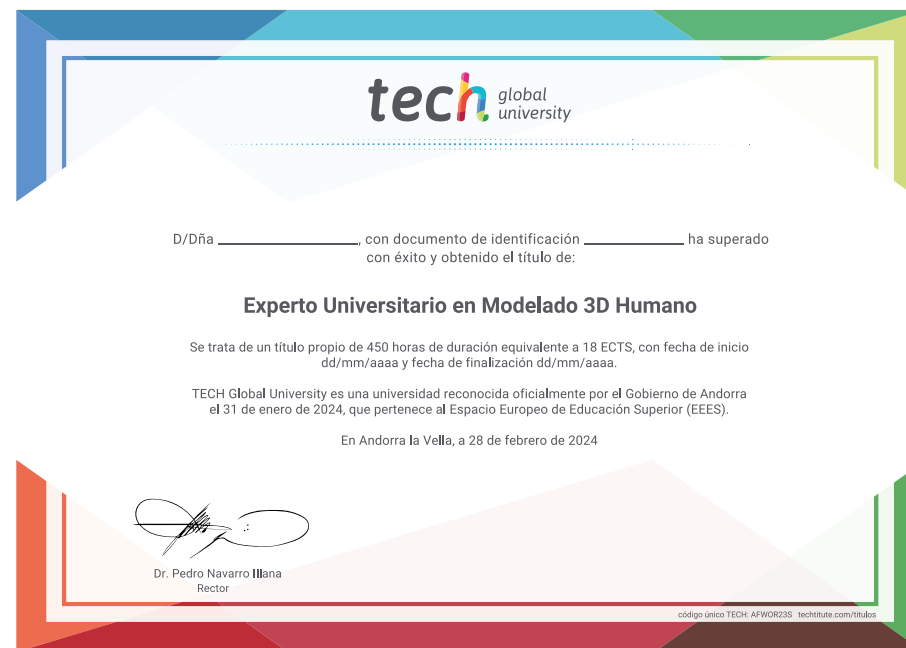 tech global university
D/Dña ____________________, con documento de identificación ______________ ha superado
con éxito y obtenido el título de:
Experto Universitario en Modelado 3D Humano
Se trata de un título propio de 450 horas de duración equivalente a 18 ECTS, con fecha de inicio
dd/mm/aaaa y fecha de finalización dd/mm/aaaa.
TECH Global University es una universidad reconocida oficialmente por el Gobierno de Andorra
el 31 de enero de 2024, que pertenece al Espacio Europeo de Educación Superior (EEES).
En Andorra la Vella, a 28 de febrero de 2024
Dr. Pedro Navarro Illana
Rector
código único TECH: AFWOR23S techtitute.com/titulos